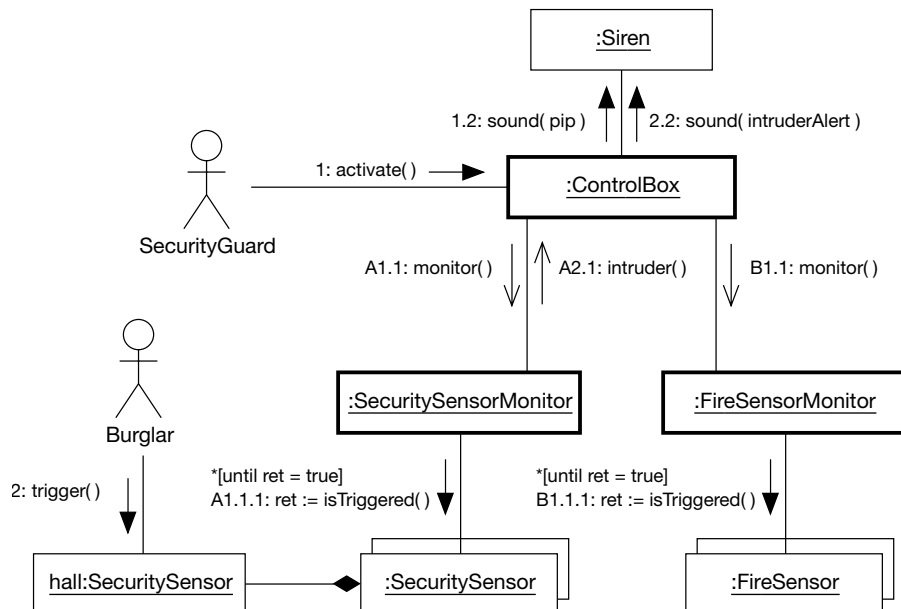 :Siren
1.2: sound( pip )
2.2: sound( intruderAlert )
1: activate( )
:ControlBox
SecurityGuard
A1.1: monitor( )
A2.1: intruder( )
B1.1: monitor( )
:SecuritySensorMonitor
:FireSensorMonitor
Burglar
*[until ret = true]
A1.1.1: ret := isTriggered( )
*[until ret = true]
B1.1.1: ret := isTriggered( )
2: trigger( )
hall:SecuritySensor
:SecuritySensor
:FireSensor